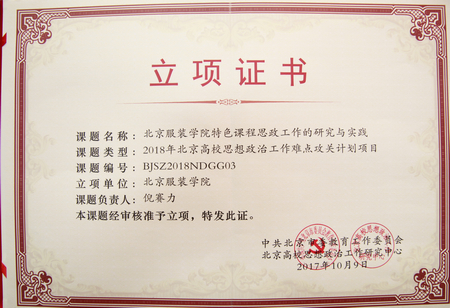 立项证书
课题名称：北京服装学院特色课程思政工作的研究与实践
课题类型：2018年北京高校思想政治工作难点攻关计划项目
课题编号：BJSZ2018NDGG03
立项单位：北京服装学院
课题负责人：倪赛力
本课题经审核准予立项，特发此证。
中共北京市委教育工作委员会
北京高校思想政治工作研究中心
2017年10月9日